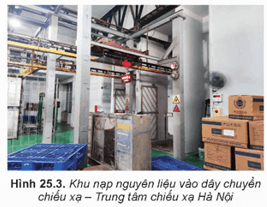 Hình 25.3. Khu nạp nguyên liệu vào dây chuyền
chiếu xạ – Trung tâm chiếu xạ Hà Nội